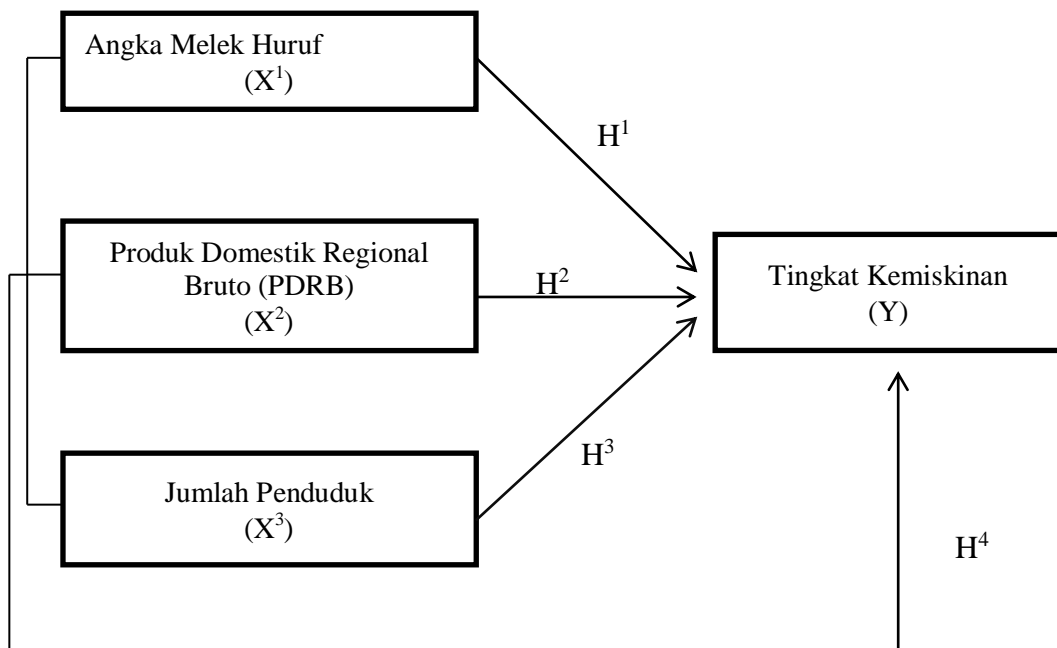 Angka Melek Huruf
(X¹)
H¹
Produk Domestik Regional
Bruto (PDRB)
(X²)
H²
Tingkat Kemiskinan
(Y)
Jumlah Penduduk
(X³)
H³
H⁴